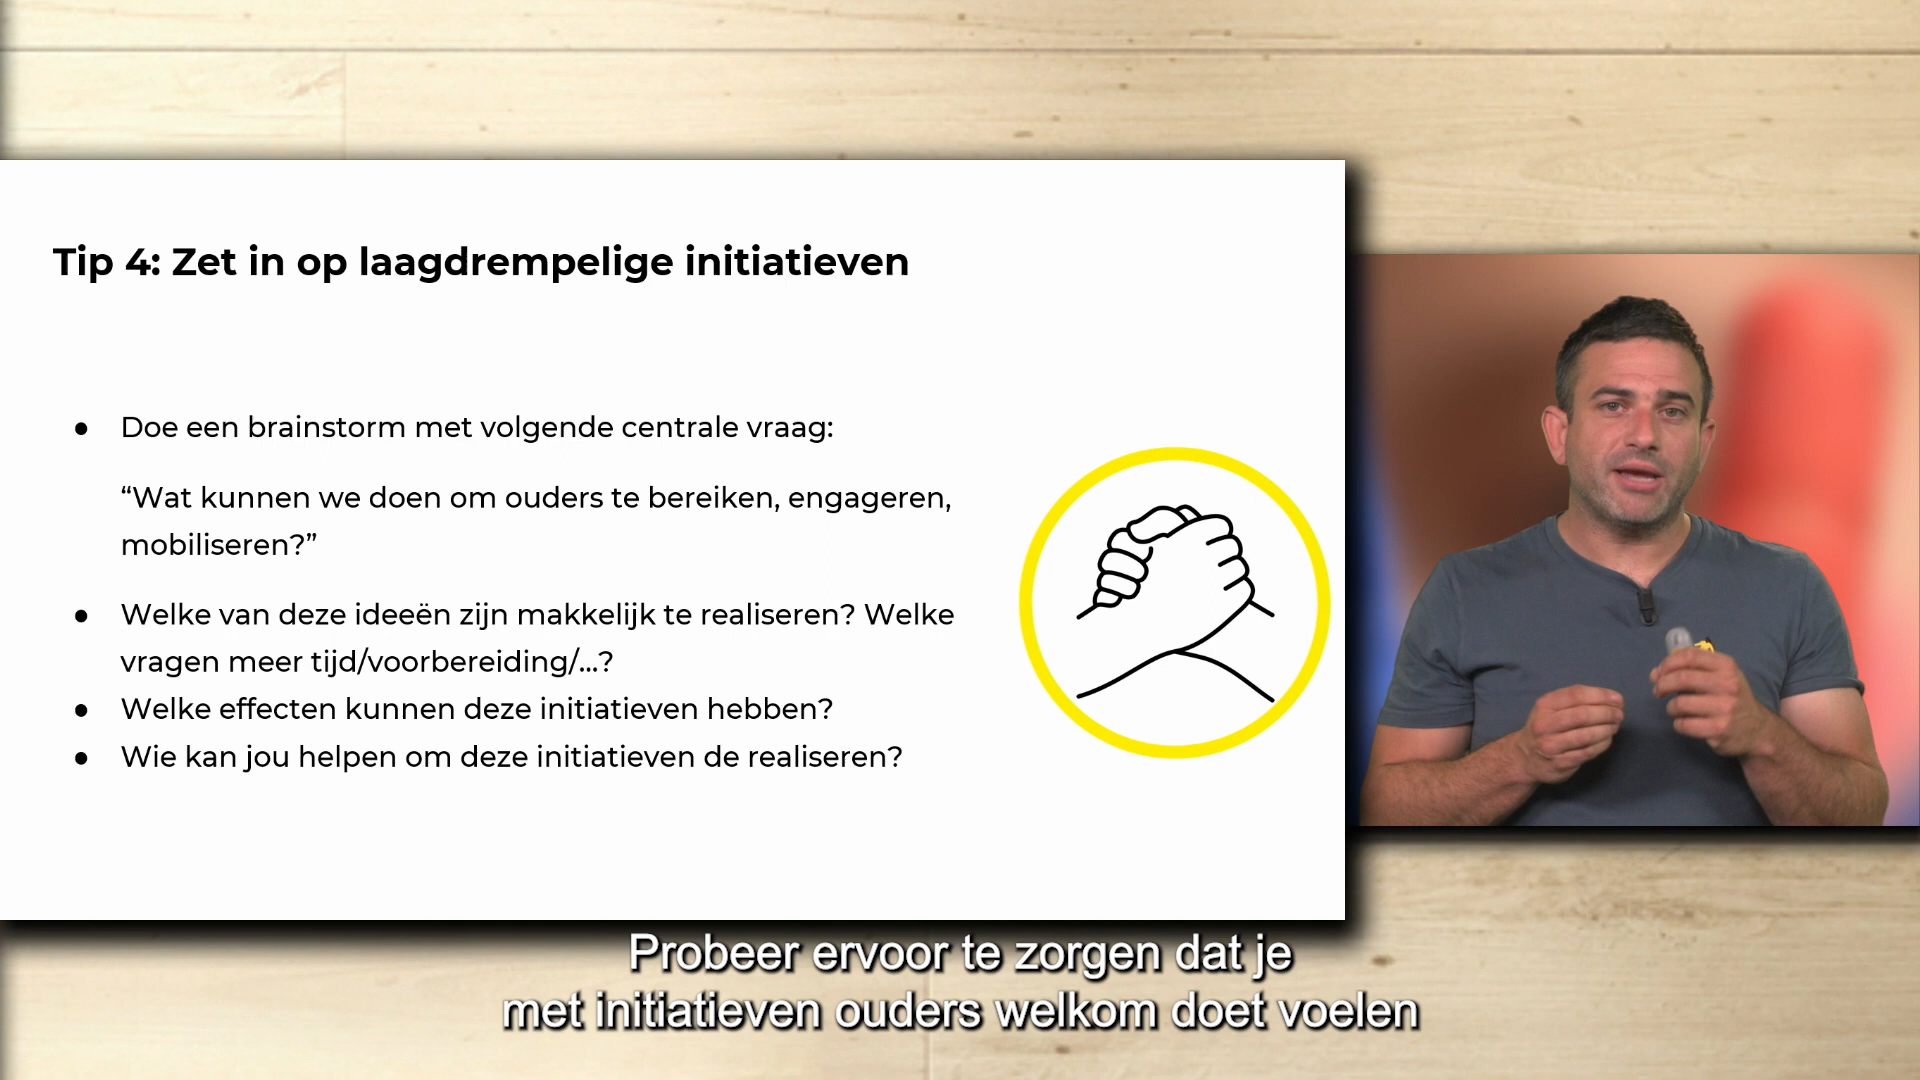 Tip 4: Zet in op laagdrempelige initiatieven
● Doe een brainstorm met volgende centrale vraag:
“Wat kunnen we doen om ouders te bereiken, engageren,
mobiliseren?”
● Welke van deze ideeën zijn makkelijk te realiseren? Welke
vragen meer tijd/voorbereiding/...?
● Welke effecten kunnen deze initiatieven hebben?
● Wie kan jou helpen om deze initiatieven de realiseren?
Probeer ervoor te zorgen dat je
met initiatieven ouders welkom doet voelen